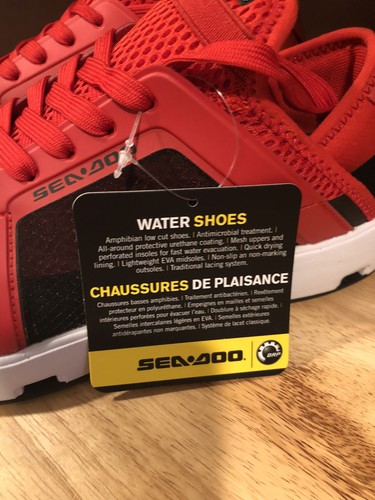 SEA-DOO
WATER SHOES
Amphibian low cut shoes. | Antimicrobial treatment. |
All-around protective urethane coating. | Mesh uppers and
perforated insoles for fast water evacuation. | Quick drying
lining. | Lightweight EVA midsoles. | Non-slip an non-marking
outsoles. | Traditional lacing system.
CHAUSSURES DE PLAISANCE
Chaussures basses amphibies. | Traitement antibactérien. | Revêtement
protecteur en polyuréthane. | Empeignes en mailles et semelles
intérieures perforées pour évacuer l'eau. | Doublure à séchage rapide. |
Semelles intercalaires légères en EVA. | Semelles extérieures
antidérapantes non marquantes. | Système de lacet classique.
SEA-DOO. BRP